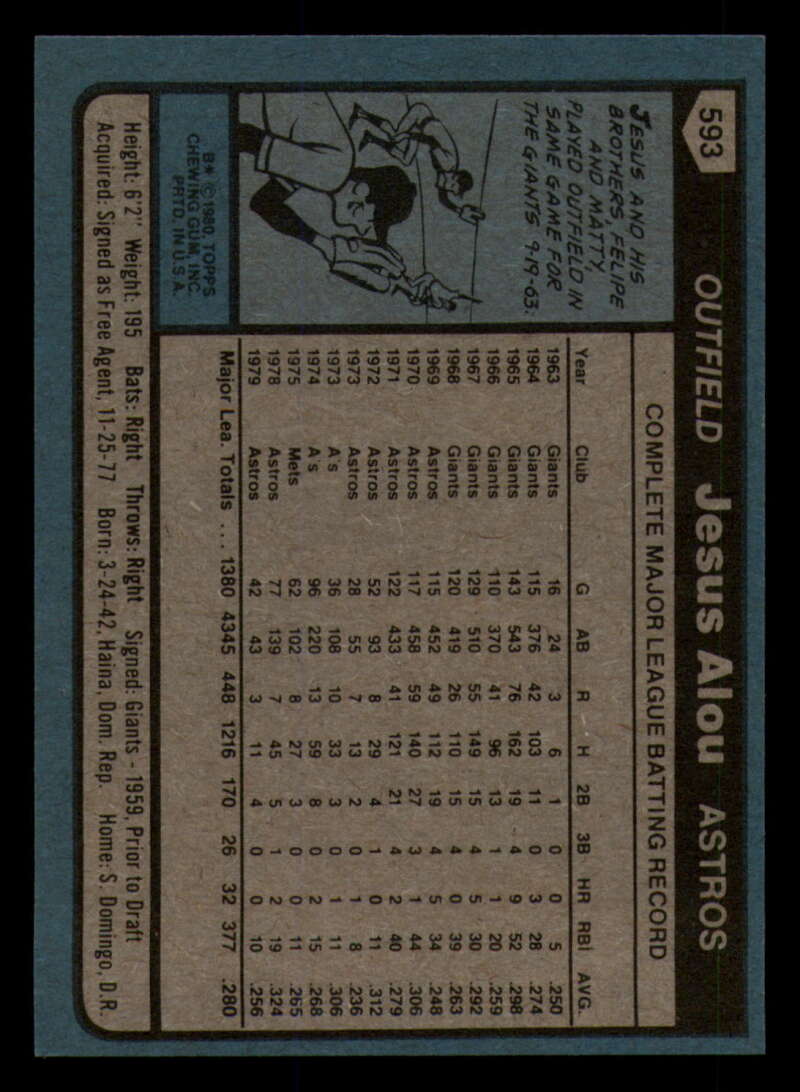 593
OUTFIELD Jesus Alou ASTROS
JESUS AND HIS
BROTHERS, FELIPE
AND MATTY,
PLAYED OUTFIELD IN
SAME GAME FOR
THE GIANTS 9-19-63.
B* © 1980, TOPPS
CHEWING GUM, INC.
PRTD. IN U.S.A.
COMPLETE MAJOR LEAGUE BATTING RECORD
Year Club G AB R H 2B 3B HR RBI AVG.
1963 Giants 16 24 3 6 1 0 0 5 .250
1964 Giants 115 376 42 103 11 0 3 28 .274
1965 Giants 143 543 76 162 19 4 9 52 .298
1966 Giants 110 370 41 96 13 1 1 20 .259
1967 Giants 129 510 55 149 15 4 5 30 .292
1968 Giants 120 419 26 110 15 4 0 39 .263
1969 Astros 115 452 49 112 19 4 5 34 .248
1970 Astros 117 458 59 140 27 3 1 44 .306
1971 Astros 122 433 41 121 21 4 2 40 .279
1972 Astros 52 93 8 29 4 1 0 11 .312
1973 Astros 28 55 7 13 2 0 1 8 .236
1973 A's 36 108 10 33 3 0 1 11 .306
1974 A's 96 220 13 59 8 0 2 15 .268
1975 Mets 62 102 8 27 3 0 0 11 .265
1978 Astros 77 139 7 45 5 1 2 19 .324
1979 Astros 42 43 3 11 4 0 0 10 .256
Major Lea. Totals ... 1380 4345 448 1216 170 26 32 377 .280
Height: 6'2" Weight: 195 Bats: Right Throws: Right Signed: Giants - 1959, Prior to Draft
Acquired: Signed as Free Agent, 11-25-77 Born: 3-24-42, Haina, Dom. Rep. Home: S. Domingo, D.R.